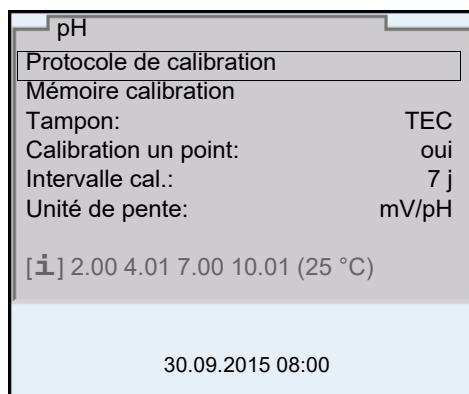 pH
Protocole de calibration
Mémoire calibration
Tampon: TEC
Calibration un point: oui
Intervalle cal.: 7 j
Unité de pente: mV/pH
[i] 2.00 4.01 7.00 10.01 (25 °C)
30.09.2015 08:00